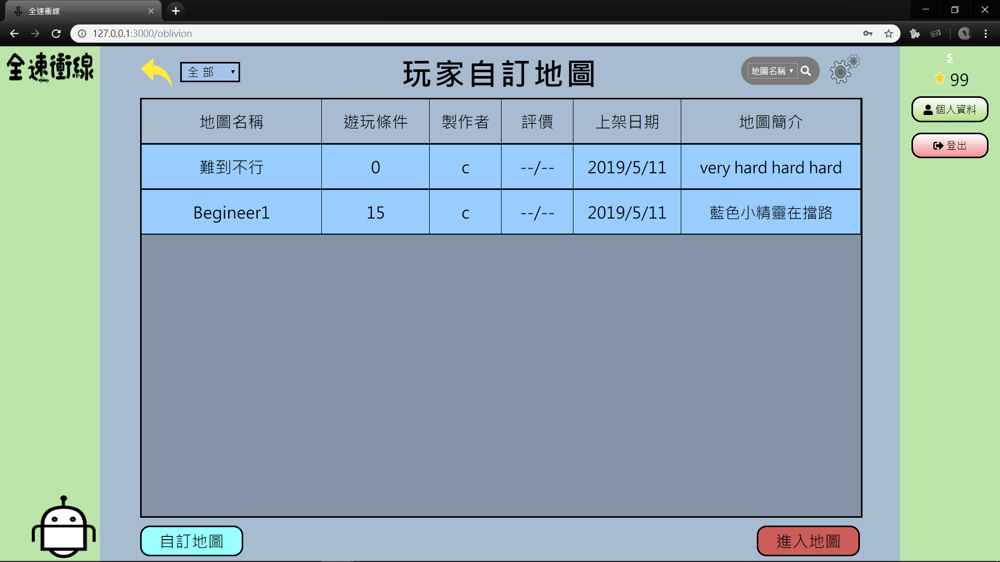 全速衝線
127.0.0.1:3000/oblivion
全速衝線
全部
玩家自訂地圖
地圖名稱
S
99
個人資料
登出
地圖名稱 遊玩條件 製作者 評價 上架日期 地圖簡介
難到不行 0 c --/-- 2019/5/11 very hard hard hard
Begineer1 15 c --/-- 2019/5/11 藍色小精靈在擋路
自訂地圖
進入地圖